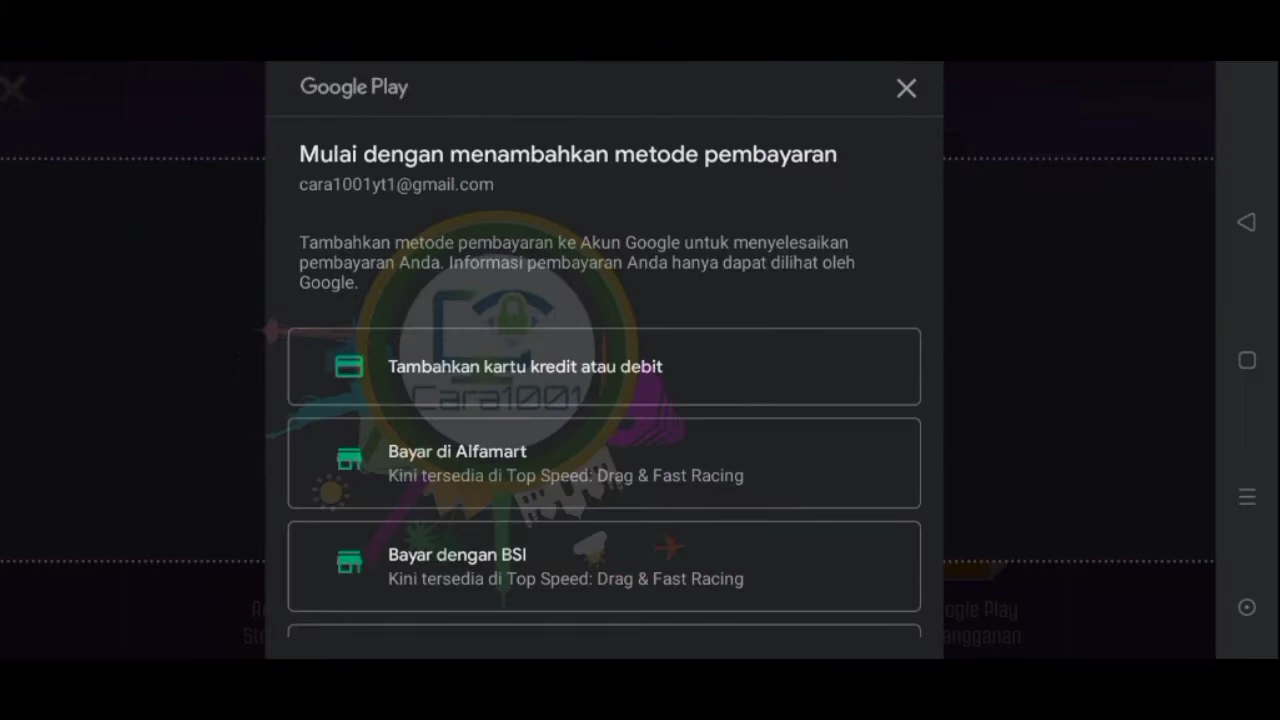 Google Play
Mulai dengan menambahkan metode pembayaran
cara1001yt1@gmail.com
Tambahkan metode pembayaran ke Akun Google untuk menyelesaikan
pembayaran Anda. Informasi pembayaran Anda hanya dapat dilihat oleh
Google.
Tambahkan kartu kredit atau debit
Cara1001
Bayar di Alfamart
Kini tersedia di Top Speed: Drag & Fast Racing
Bayar dengan BSI
Kini tersedia di Top Speed: Drag & Fast Racing